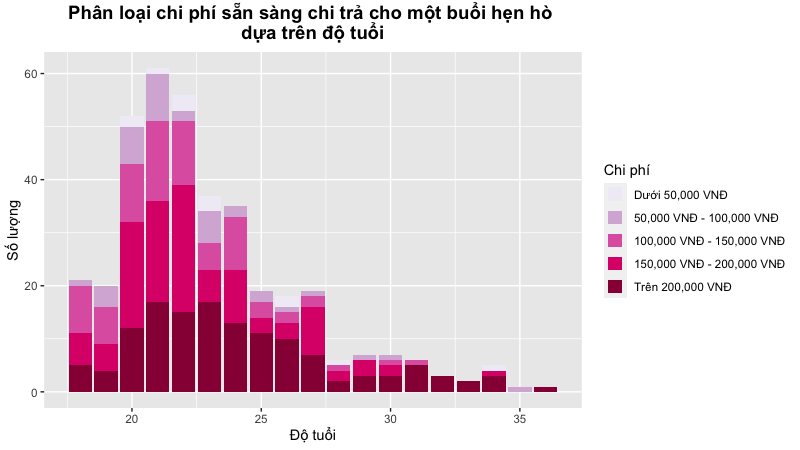 Phân loại chi phí sẵn sàng chi trả cho một buổi hẹn hò
dựa trên độ tuổi
Số lượng
60
40
20
0
20
25
30
35
Độ tuổi
Chi phí
Dưới 50,000 VNĐ
50,000 VNĐ - 100,000 VNĐ
100,000 VNĐ - 150,000 VNĐ
150,000 VNĐ - 200,000 VNĐ
Trên 200,000 VNĐ